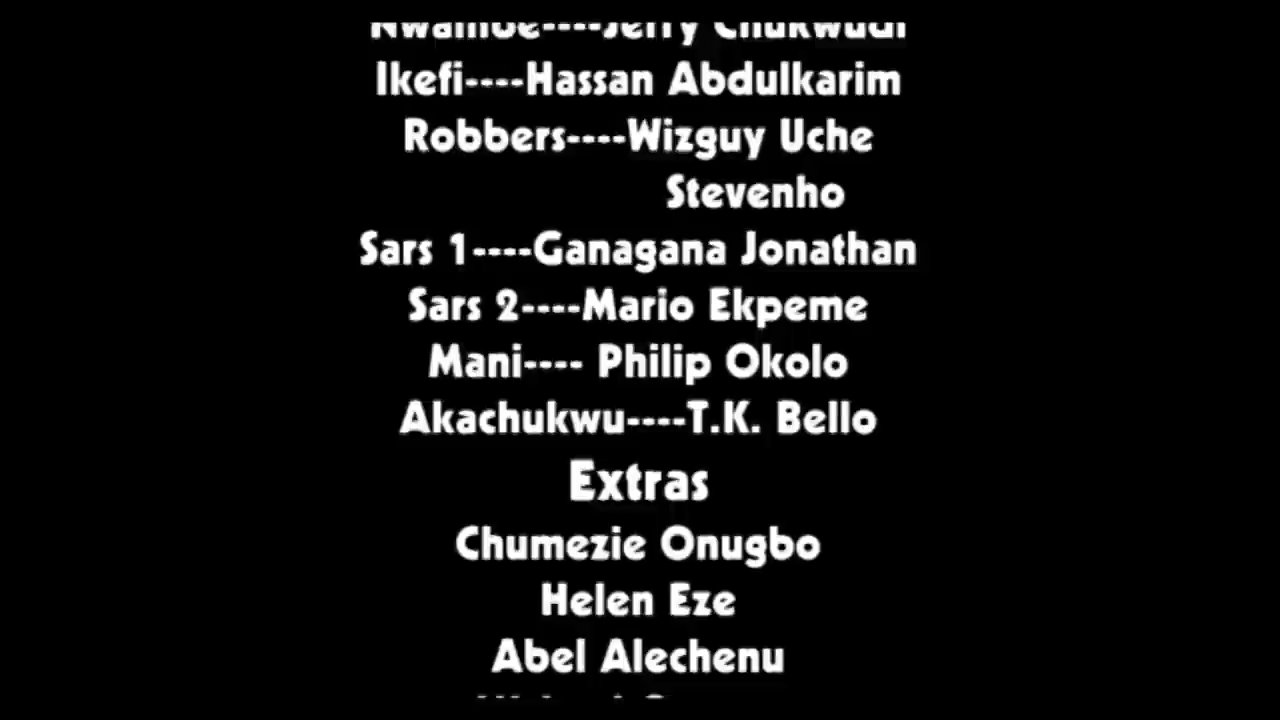 Ikefi----Hassan Abdulkarim
Robbers----Wizguy Uche
Stevenho
Sars 1----Ganagana Jonathan
Sars 2----Mario Ekpeme
Mani---- Philip Okolo
Akachukwu----T.K. Bello
Extras
Chumezie Onugbo
Helen Eze
Abel Alechenu